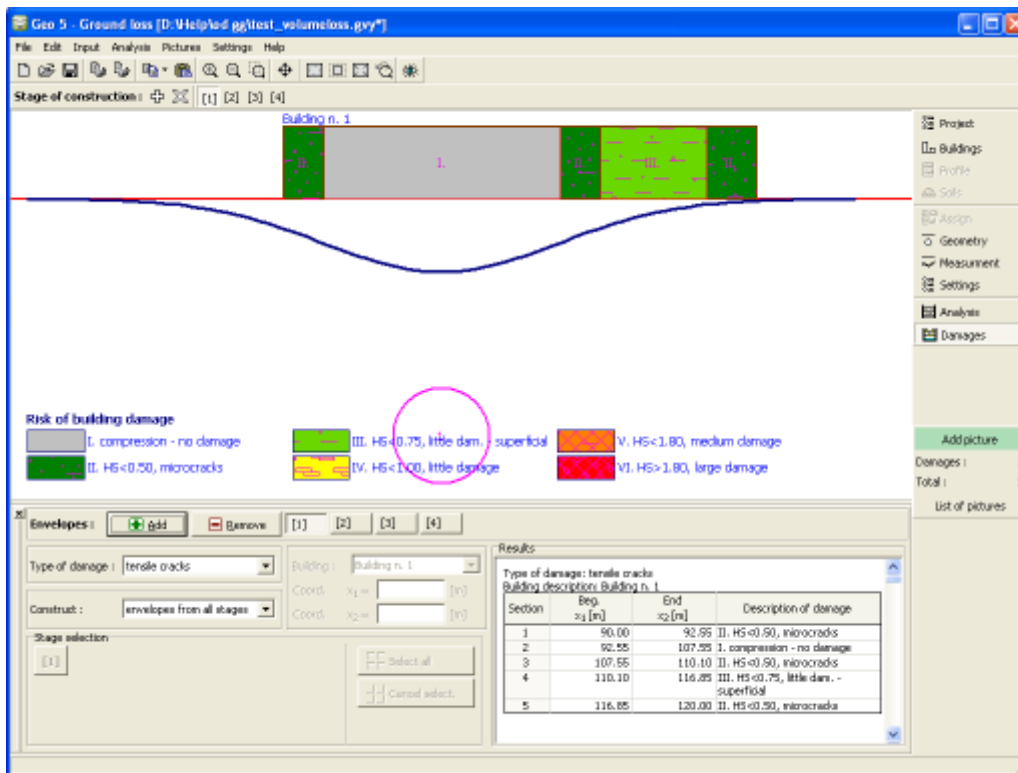 Geo 5 - Ground loss [D:\Help\od gg\test_volumeloss.gvy*]
File Edit Input Analysis Pictures Settings Help
Stage of construction : [1] [2] [3] [4]
Building n. 1
II. I. II. III. II.
Project
Buildings
Profile
Soils
Assign
Geometry
Measurment
Settings
Analysis
Damages
Risk of building damage
I. compression - no damage
III. HS<0.75, little dam. - superficial
V. HS<1.80, medium damage
II. HS<0.50, microcracks
IV. HS<1.00, little damage
VI. HS>1.80, large damage
Add picture
Damages :
Total :
List of pictures
Envelopes : Add Remove [1] [2] [3] [4]
Type of damage : tensile cracks
Construct : envelopes from all stages
Building : Building n. 1
Coord. x1 = [m]
Coord. x2 = [m]
Stage selection
[1]
Select all
Cancel select.
Results
Type of damage: tensile cracks
Building description: Building n. 1
Section Beg. x1 [m] End x2 [m] Description of damage
1 90.00 92.55 II. HS<0.50, microcracks
2 92.55 107.55 I. compression - no damage
3 107.55 110.10 II. HS<0.50, microcracks
4 110.10 116.85 III. HS<0.75, little dam. -
superficial
5 116.85 120.00 II. HS<0.50, microcracks